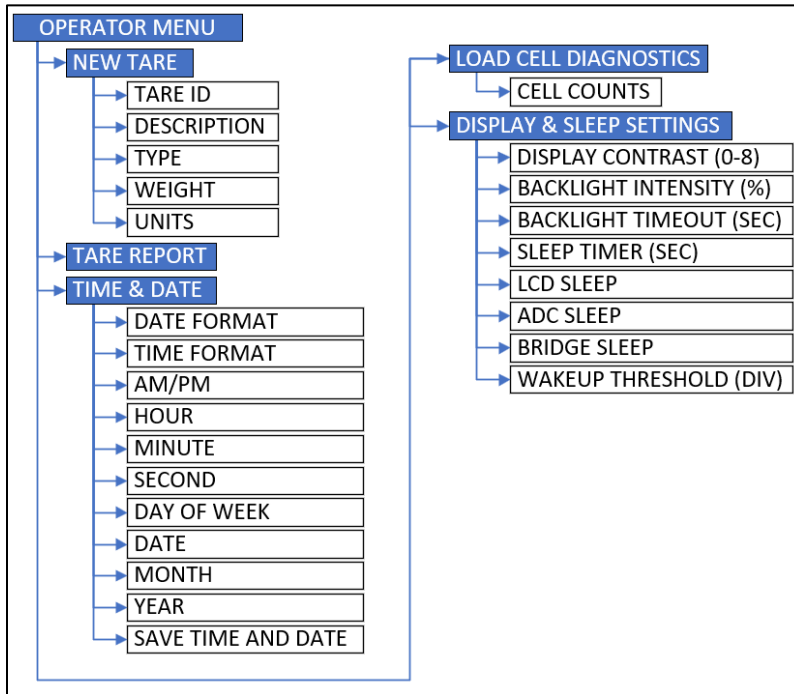 OPERATOR MENU
NEW TARE
TARE ID
DESCRIPTION
TYPE
WEIGHT
UNITS
TARE REPORT
TIME & DATE
DATE FORMAT
TIME FORMAT
AM/PM
HOUR
MINUTE
SECOND
DAY OF WEEK
DATE
MONTH
YEAR
SAVE TIME AND DATE
LOAD CELL DIAGNOSTICS
CELL COUNTS
DISPLAY & SLEEP SETTINGS
DISPLAY CONTRAST (0-8)
BACKLIGHT INTENSITY (%)
BACKLIGHT TIMEOUT (SEC)
SLEEP TIMER (SEC)
LCD SLEEP
ADC SLEEP
BRIDGE SLEEP
WAKEUP THRESHOLD (DIV)